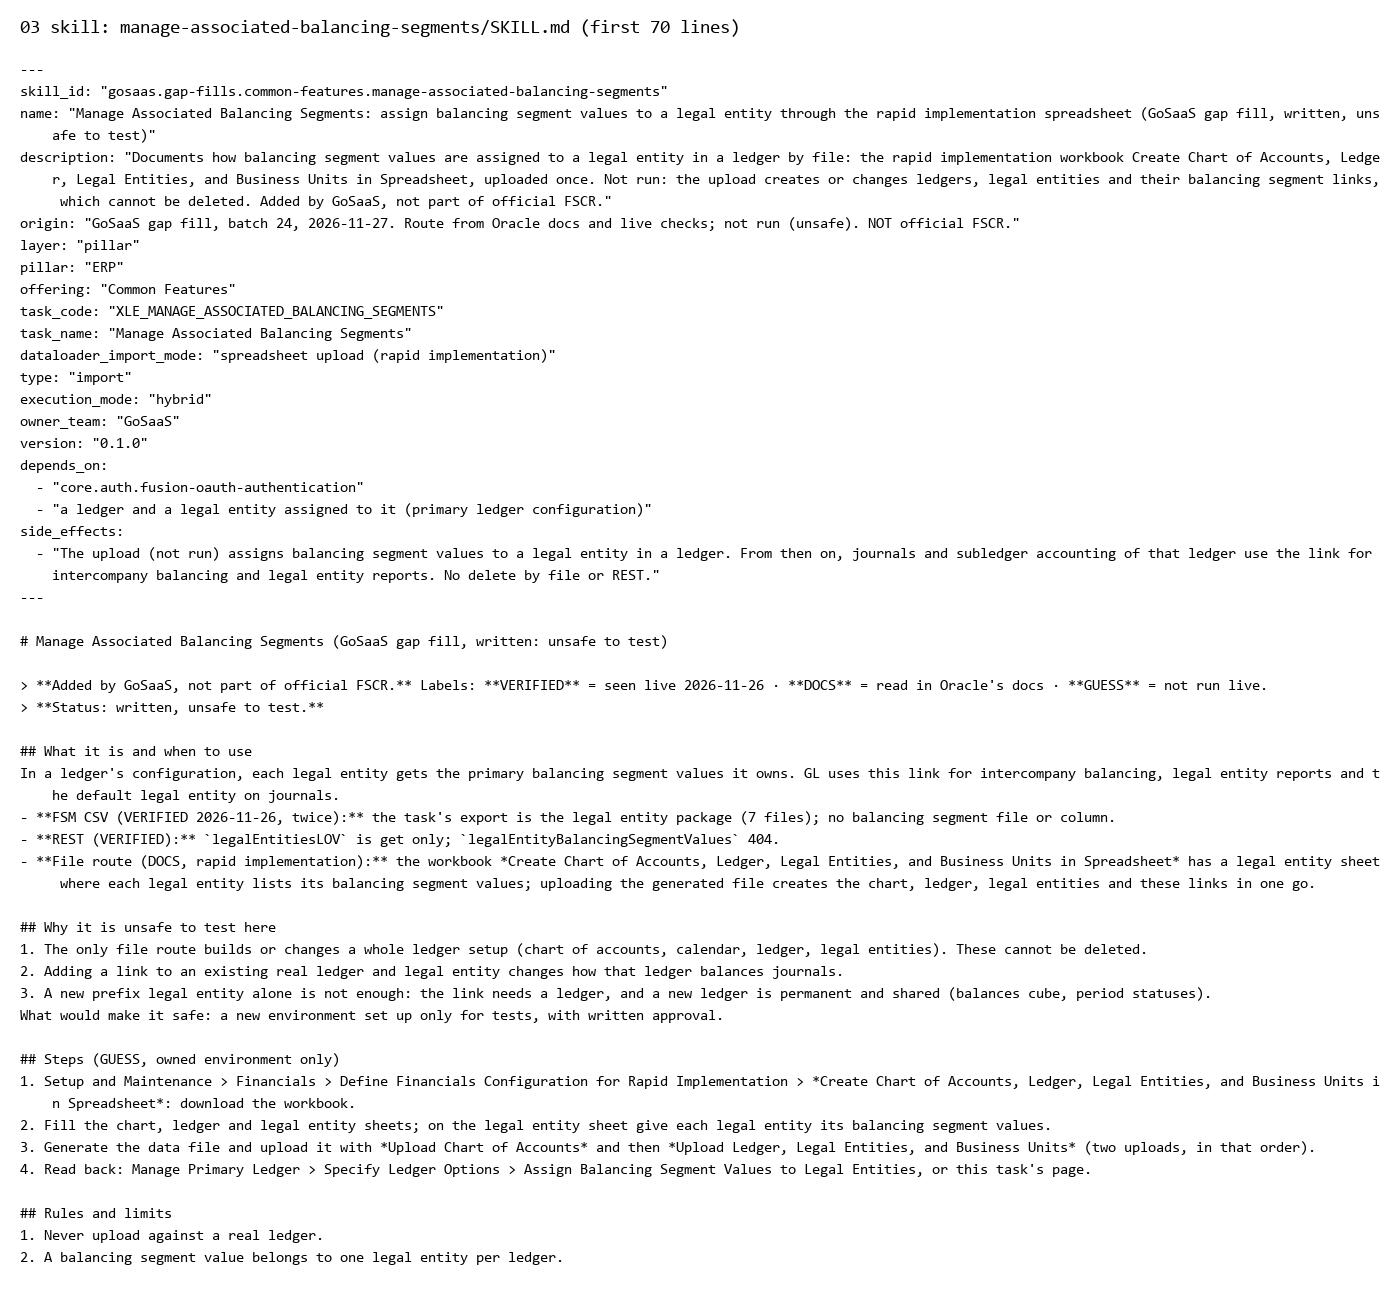 03 skill: manage-associated-balancing-segments/SKILL.md (first 70 lines)
---
skill_id: "gosaas.gap-fills.common-features.manage-associated-balancing-segments"
name: "Manage Associated Balancing Segments: assign balancing segment values to a legal entity through the rapid implementation spreadsheet (GoSaaS gap fill, written, uns
afe to test)"
description: "Documents how balancing segment values are assigned to a legal entity in a ledger by file: the rapid implementation workbook Create Chart of Accounts, Ledge
r, Legal Entities, and Business Units in Spreadsheet, uploaded once. Not run: the upload creates or changes ledgers, legal entities and their balancing segment links,
which cannot be deleted. Added by GoSaaS, not part of official FSCR."
origin: "GoSaaS gap fill, batch 24, 2026-11-27. Route from Oracle docs and live checks; not run (unsafe). NOT official FSCR."
layer: "pillar"
pillar: "ERP"
offering: "Common Features"
task_code: "XLE_MANAGE_ASSOCIATED_BALANCING_SEGMENTS"
task_name: "Manage Associated Balancing Segments"
dataloader_import_mode: "spreadsheet upload (rapid implementation)"
type: "import"
execution_mode: "hybrid"
owner_team: "GoSaaS"
version: "0.1.0"
depends_on:
  - "core.auth.fusion-oauth-authentication"
  - "a ledger and a legal entity assigned to it (primary ledger configuration)"
side_effects:
  - "The upload (not run) assigns balancing segment values to a legal entity in a ledger. From then on, journals and subledger accounting of that ledger use the link for
intercompany balancing and legal entity reports. No delete by file or REST."
---
# Manage Associated Balancing Segments (GoSaaS gap fill, written: unsafe to test)
> **Added by GoSaaS, not part of official FSCR.** Labels: **VERIFIED** = seen live 2026-11-26 · **DOCS** = read in Oracle's docs · **GUESS** = not run live.
> **Status: written, unsafe to test.**
## What it is and when to use
In a ledger's configuration, each legal entity gets the primary balancing segment values it owns. GL uses this link for intercompany balancing, legal entity reports and t
he default legal entity on journals.
- **FSM CSV (VERIFIED 2026-11-26, twice):** the task's export is the legal entity package (7 files); no balancing segment file or column.
- **REST (VERIFIED):** `legalEntitiesLOV` is get only; `legalEntityBalancingSegmentValues` 404.
- **File route (DOCS, rapid implementation):** the workbook *Create Chart of Accounts, Ledger, Legal Entities, and Business Units in Spreadsheet* has a legal entity sheet
where each legal entity lists its balancing segment values; uploading the generated file creates the chart, ledger, legal entities and these links in one go.
## Why it is unsafe to test here
1. The only file route builds or changes a whole ledger setup (chart of accounts, calendar, ledger, legal entities). These cannot be deleted.
2. Adding a link to an existing real ledger and legal entity changes how that ledger balances journals.
3. A new prefix legal entity alone is not enough: the link needs a ledger, and a new ledger is permanent and shared (balances cube, period statuses).
What would make it safe: a new environment set up only for tests, with written approval.
## Steps (GUESS, owned environment only)
1. Setup and Maintenance > Financials > Define Financials Configuration for Rapid Implementation > *Create Chart of Accounts, Ledger, Legal Entities, and Business Units i
n Spreadsheet*: download the workbook.
2. Fill the chart, ledger and legal entity sheets; on the legal entity sheet give each legal entity its balancing segment values.
3. Generate the data file and upload it with *Upload Chart of Accounts* and then *Upload Ledger, Legal Entities, and Business Units* (two uploads, in that order).
4. Read back: Manage Primary Ledger > Specify Ledger Options > Assign Balancing Segment Values to Legal Entities, or this task's page.
## Rules and limits
1. Never upload against a real ledger.
2. A balancing segment value belongs to one legal entity per ledger.